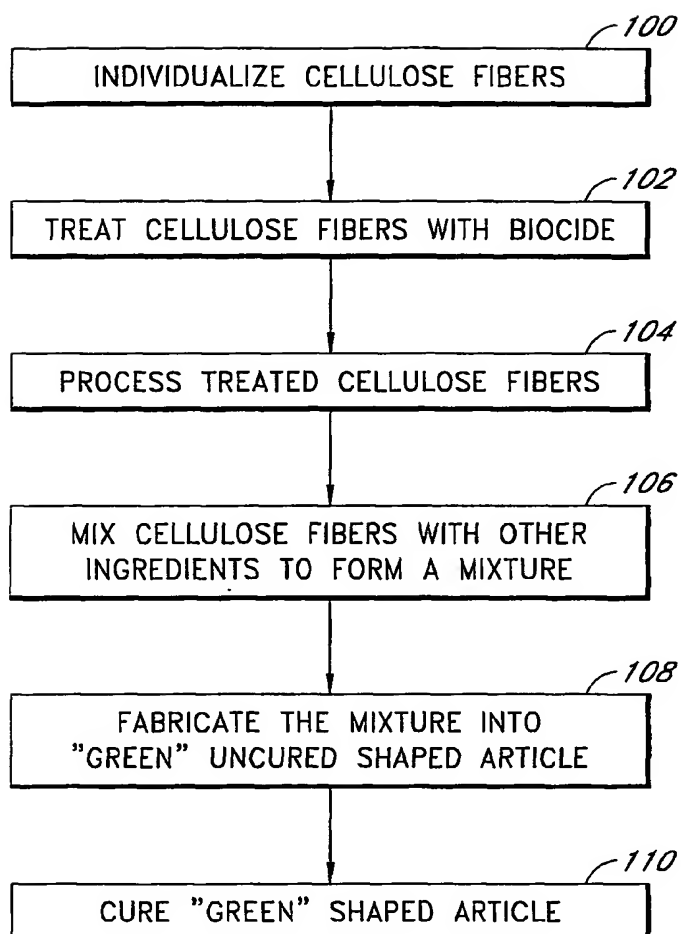 100
INDIVIDUALIZE CELLULOSE FIBERS
102
TREAT CELLULOSE FIBERS WITH BIOCIDE
104
PROCESS TREATED CELLULOSE FIBERS
106
MIX CELLULOSE FIBERS WITH OTHER
INGREDIENTS TO FORM A MIXTURE
108
FABRICATE THE MIXTURE INTO
"GREEN" UNCURED SHAPED ARTICLE
110
CURE "GREEN" SHAPED ARTICLE